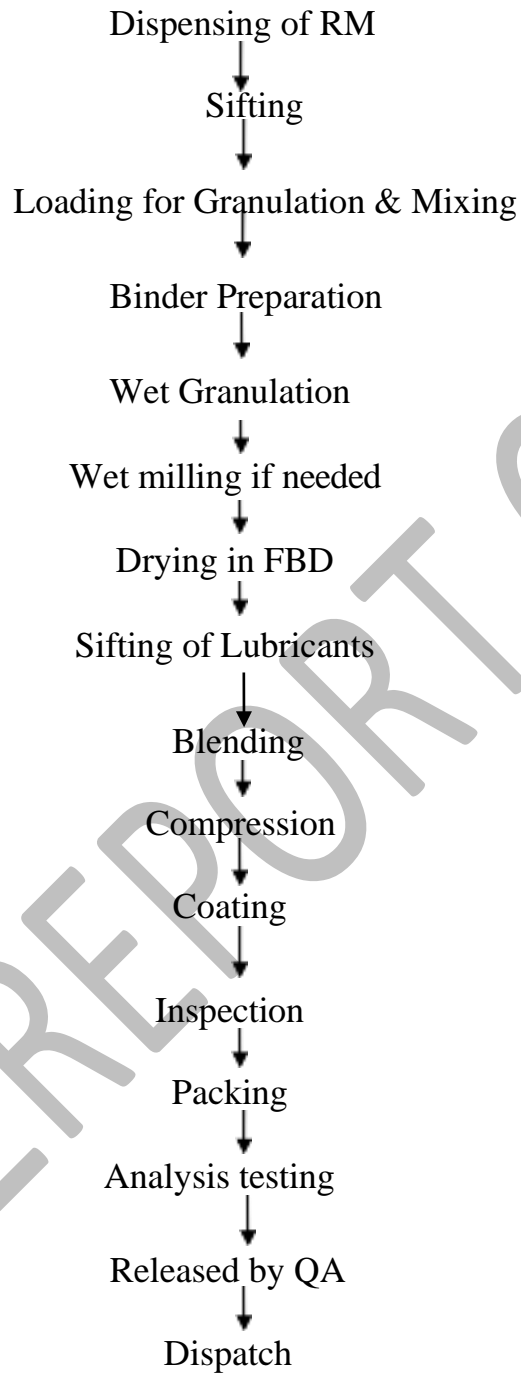 Dispensing of RM
Sifting
Loading for Granulation & Mixing
Binder Preparation
Wet Granulation
Wet milling if needed
Drying in FBD
Sifting of Lubricants
Blending
Compression
Coating
Inspection
Packing
Analysis testing
Released by QA
Dispatch
REPORT